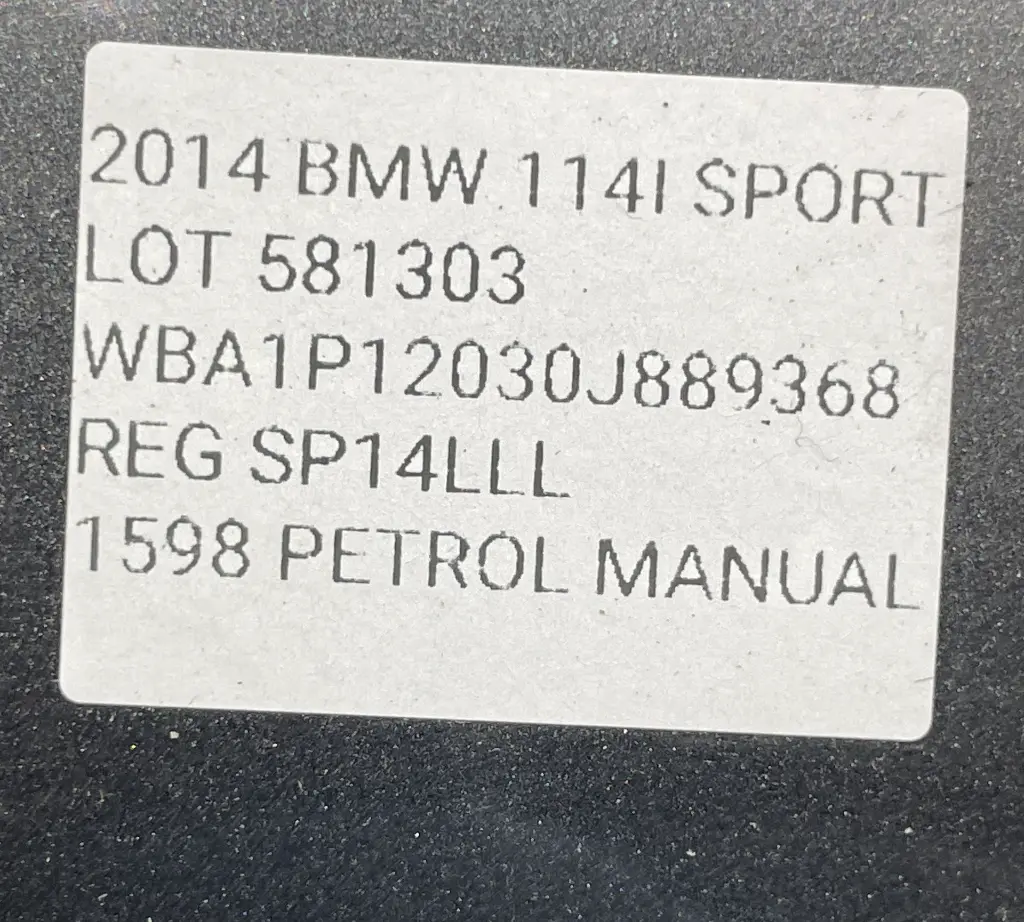 2014 BMW 114I SPORT
LOT 581303
WBA1P12030J889368
REG SP14LLL
1598 PETROL MANUAL